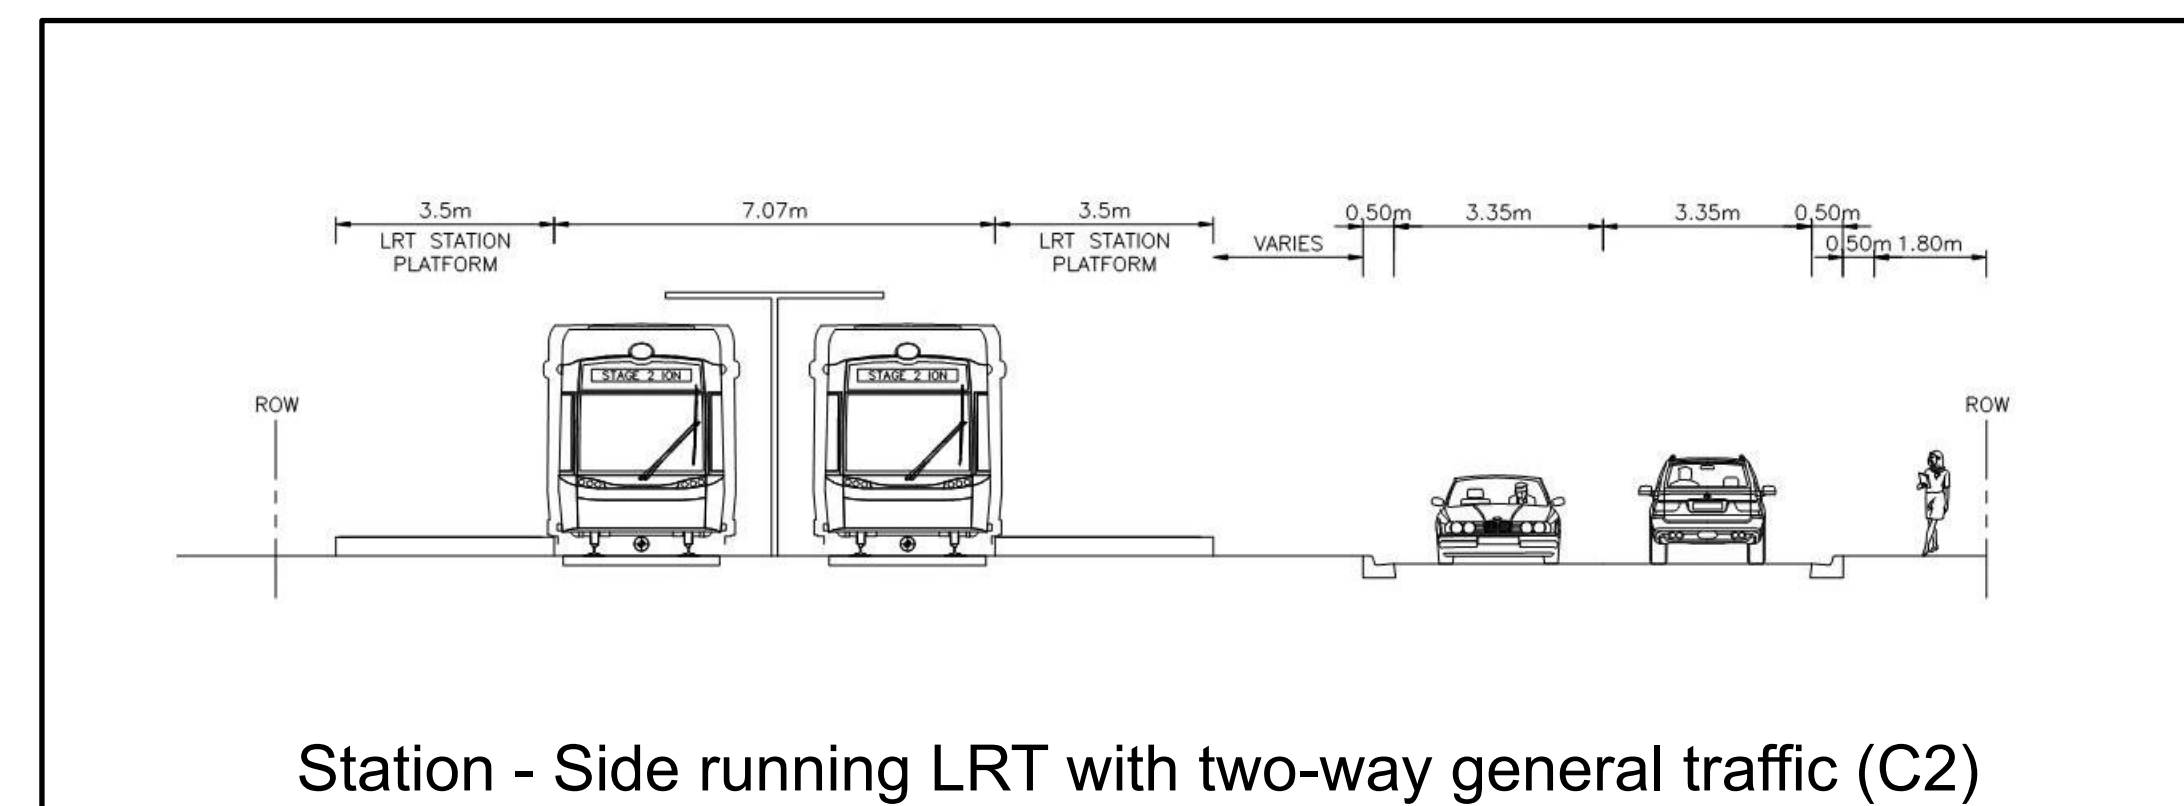 3.5m
7.07m
3.5m
0.50m
3.35m
3.35m
0.50m
LRT STATION
PLATFORM
LRT STATION
PLATFORM
VARIES
0.50m
1.80m
STAGE 2 ION
STAGE 2 ION
ROW
ROW
Station - Side running LRT with two-way general traffic (C2)